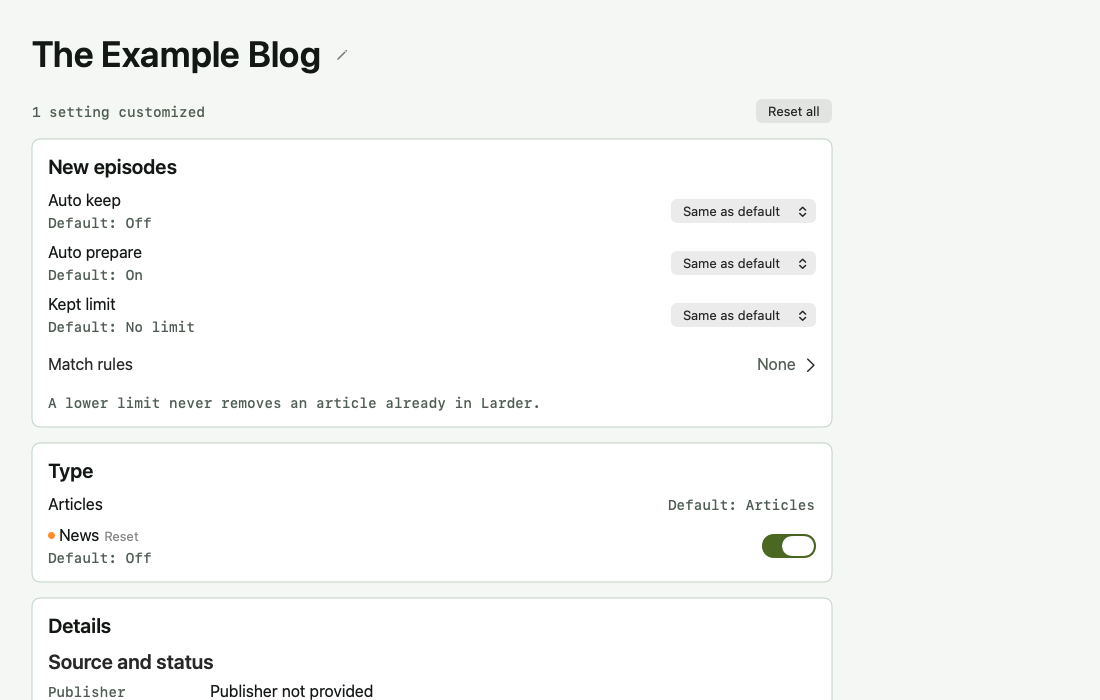 The Example Blog
1 setting customized
Reset all
New episodes
Auto keep
Default: Off
Same as default
Auto prepare
Default: On
Same as default
Kept limit
Default: No limit
Same as default
Match rules
None
A lower limit never removes an article already in Larder.
Type
Articles
Default: Articles
News Reset
Default: Off
Details
Source and status
Publisher
Publisher not provided